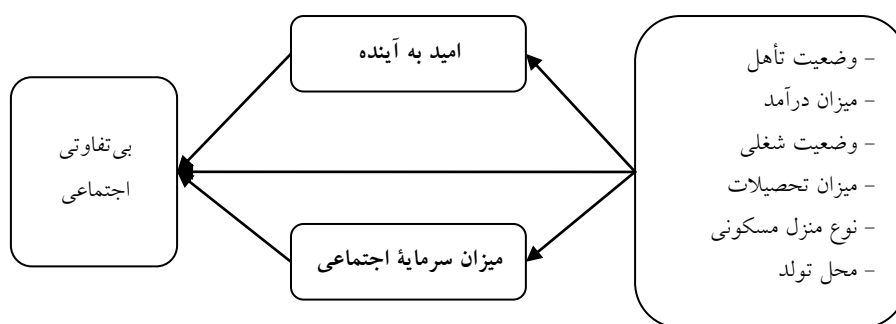 - وضعیت تأهل
- میزان درآمد
- وضعیت شغلی
- میزان تحصیلات
- نوع منزل مسکونی
- محل تولد
امید به آینده
میزان سرمایۀ اجتماعی
بی‌تفاوتی
اجتماعی